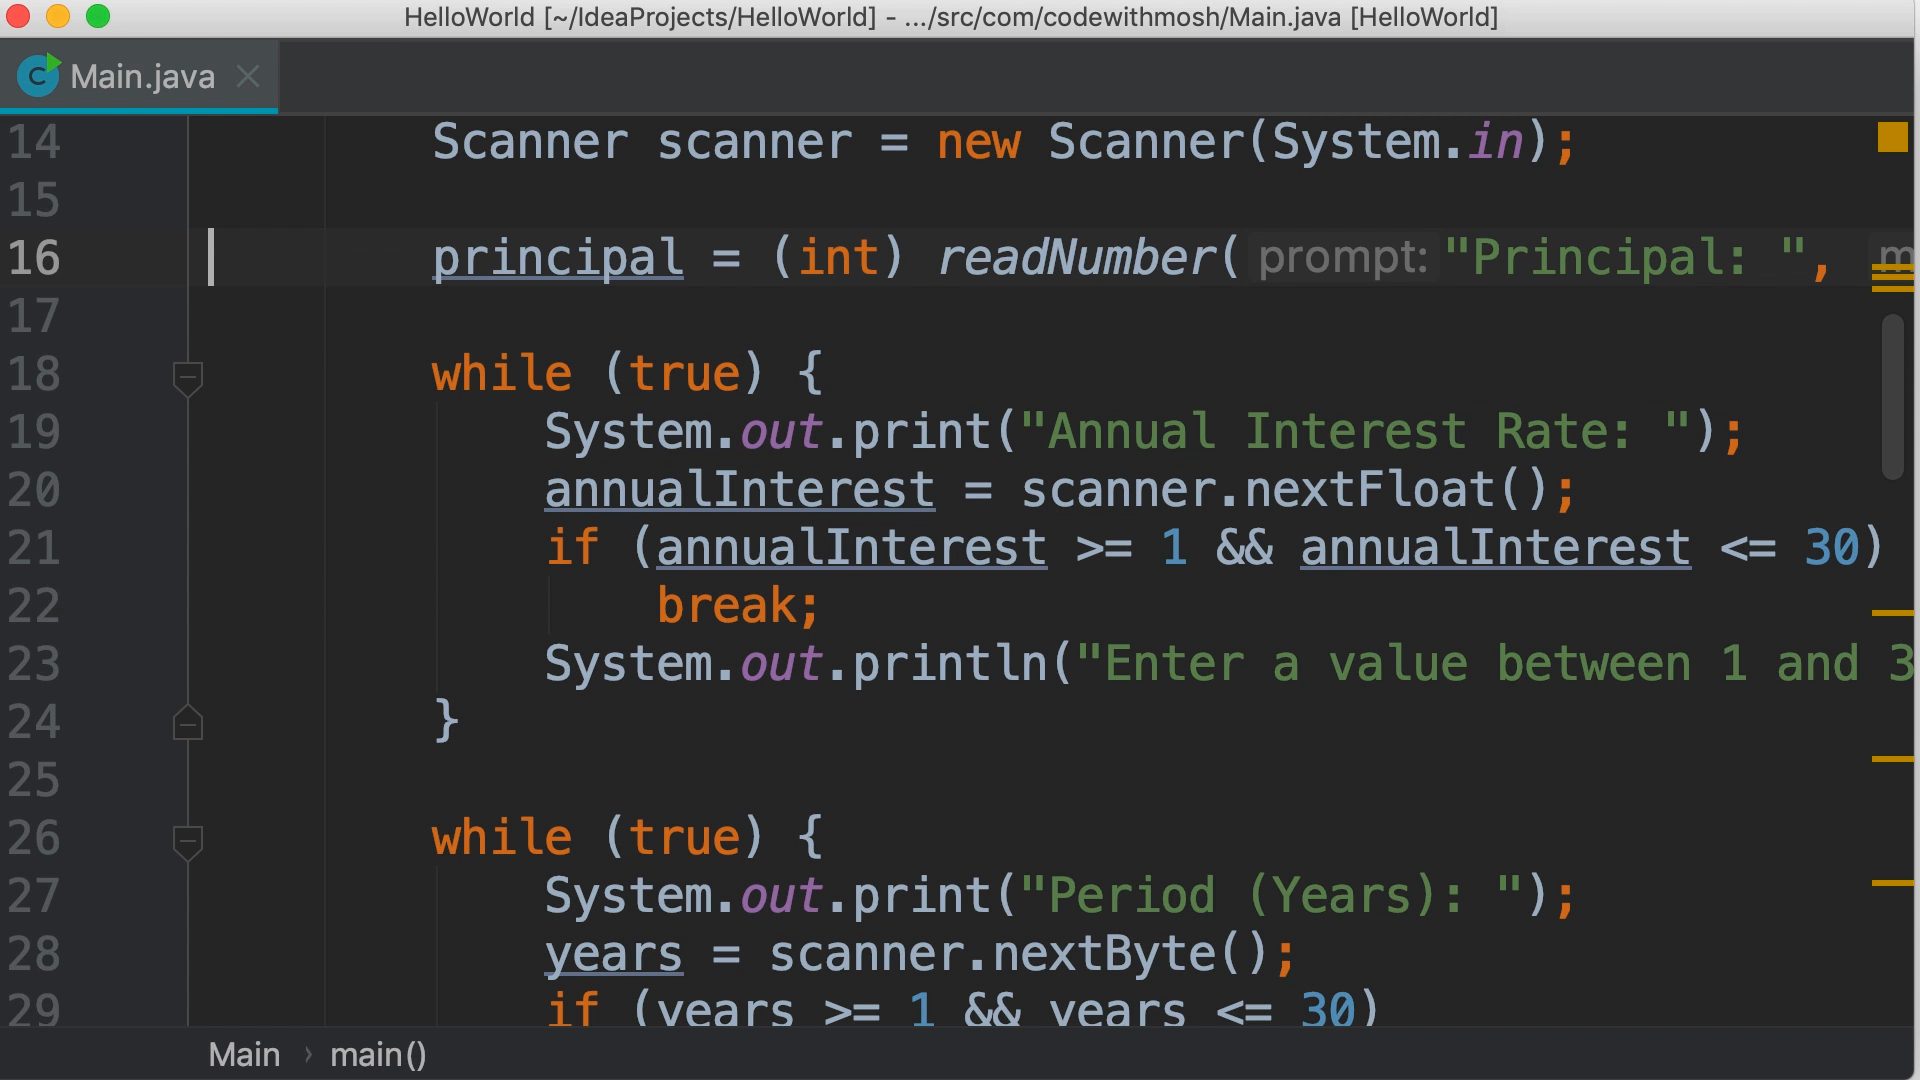 HelloWorld [~/IdeaProjects/HelloWorld] - .../src/com/codewithmosh/Main.java [HelloWorld]
C Main.java
14 Scanner scanner = new Scanner(System.in);
15
16 principal = (int) readNumber( prompt: "Principal: ", m
17
18 while (true) {
19 System.out.print("Annual Interest Rate: ");
20 annualInterest = scanner.nextFloat();
21 if (annualInterest >= 1 && annualInterest <= 30)
22 break;
23 System.out.println("Enter a value between 1 and 3
24 }
25
26 while (true) {
27 System.out.print("Period (Years): ");
28 years = scanner.nextByte();
29 if (years >= 1 && years <= 30)
Main › main()